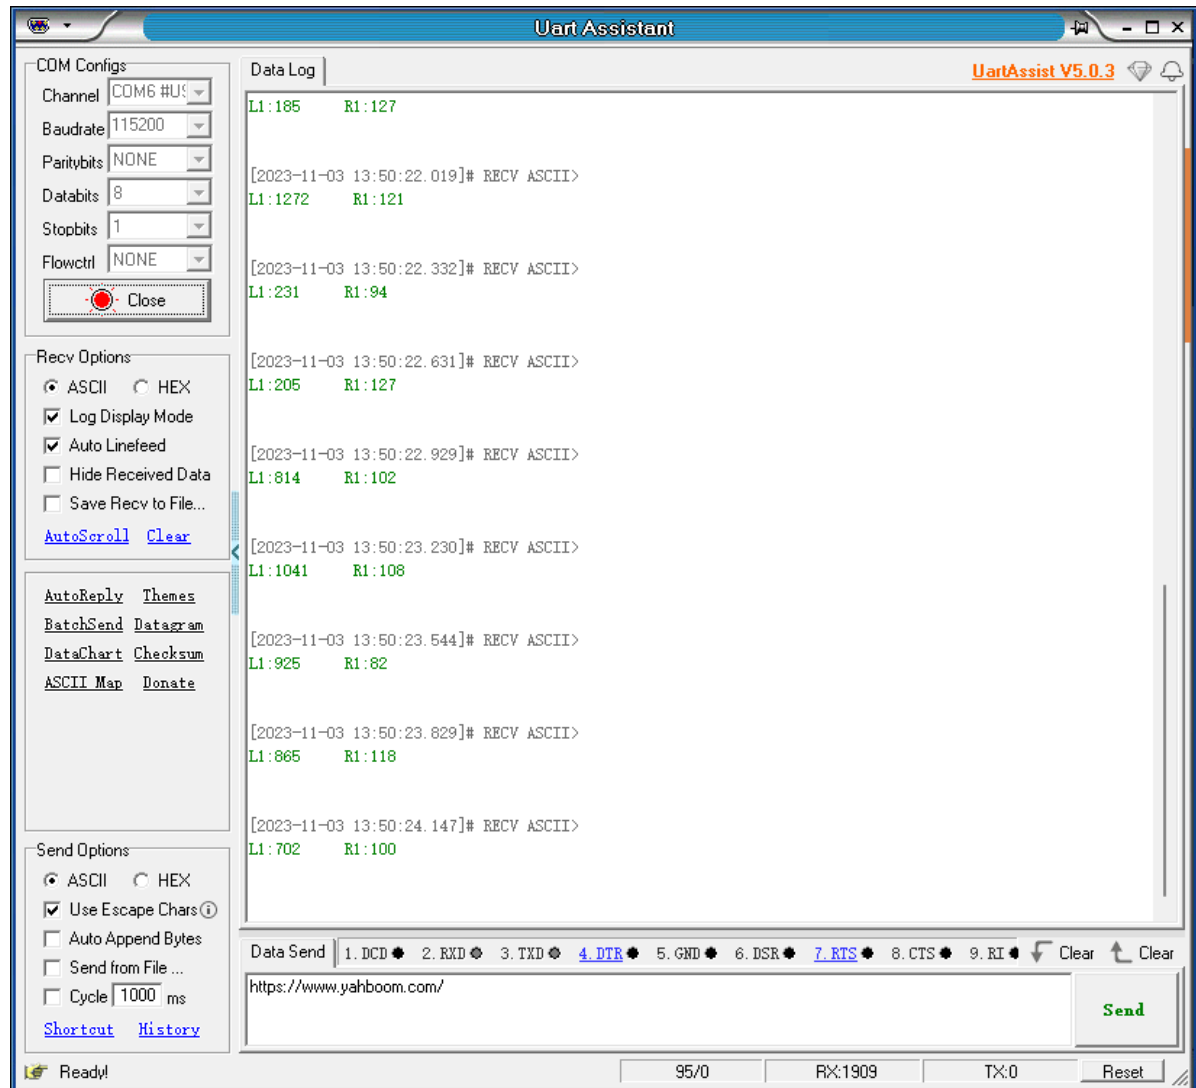 Uart Assistant
COM Configs
Channel COM6 #US
Baudrate 115200
Paritybits NONE
Databits 8
Stopbits 1
Flowctrl NONE
Close
Recv Options
ASCII HEX
Log Display Mode
Auto Linefeed
Hide Received Data
Save Recv to File...
AutoScroll Clear
AutoReply Themes
BatchSend Datagram
DataChart Checksum
ASCII Map Donate
Send Options
ASCII HEX
Use Escape Chars
Auto Append Bytes
Send from File ...
Cycle 1000 ms
Shortcut History
Data Log
UartAssist V5.0.3
L1:185 R1:127
[2023-11-03 13:50:22.019]# RECV ASCII>
L1:1272 R1:121
[2023-11-03 13:50:22.332]# RECV ASCII>
L1:231 R1:94
[2023-11-03 13:50:22.631]# RECV ASCII>
L1:205 R1:127
[2023-11-03 13:50:22.929]# RECV ASCII>
L1:814 R1:102
[2023-11-03 13:50:23.230]# RECV ASCII>
L1:1041 R1:108
[2023-11-03 13:50:23.544]# RECV ASCII>
L1:925 R1:82
[2023-11-03 13:50:23.829]# RECV ASCII>
L1:865 R1:118
[2023-11-03 13:50:24.147]# RECV ASCII>
L1:702 R1:100
Data Send 1. DCD 2. RXD 3. TXD 4. DTR 5. GND 6. DSR 7. RTS 8. CTS 9. RI Clear Clear
https://www.yahboom.com/
Send
Ready! 95/0 RX:1909 TX:0 Reset